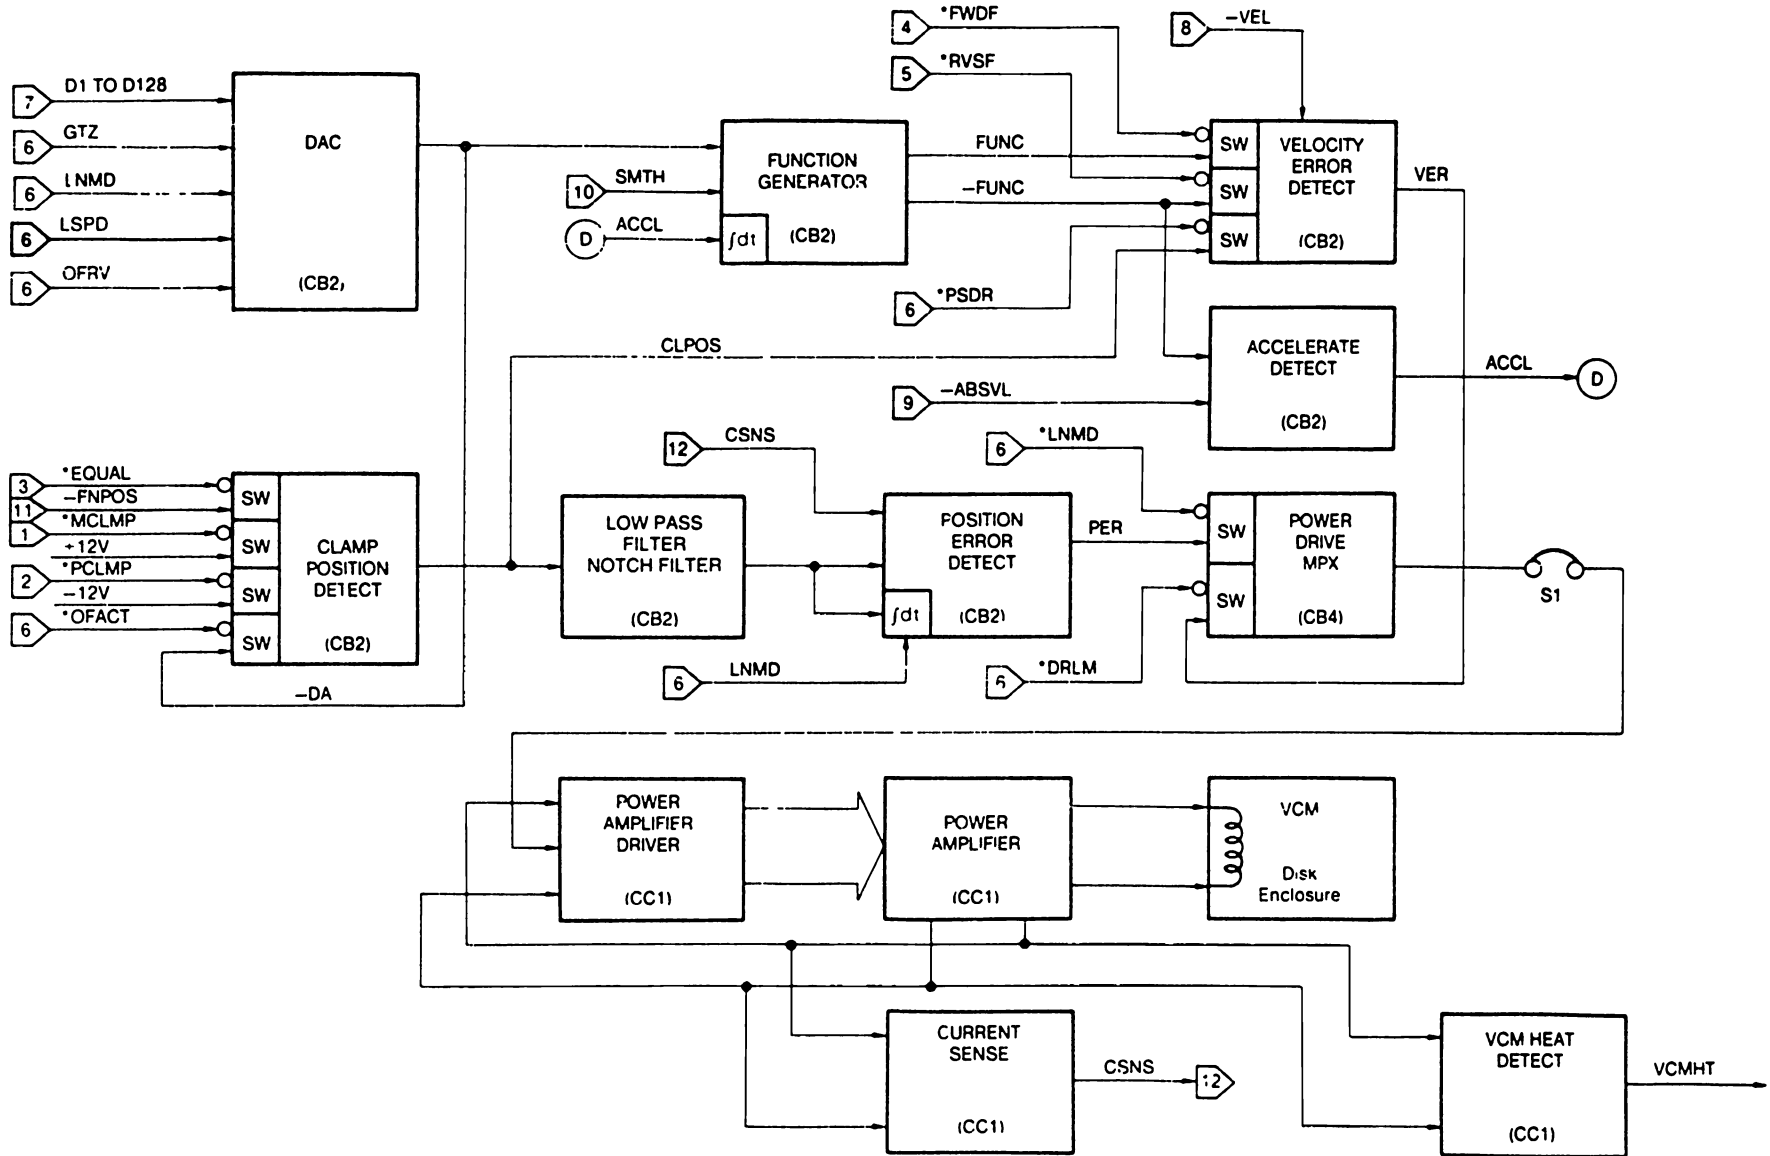 4 *FWDF
8 -VEL
5 *RVSF
7 D1 TO D128
6 GTZ
6 LNMD
6 LSPD
6 OFRV
DAC
(CB2)
10 SMTH
D ACCL
FUNCTION
GENERATOR
∫dt
(CB2)
FUNC
-FUNC
SW
SW
SW
VELOCITY
ERROR
DETECT
(CB2)
VER
6 *PSDR
CLPOS
9 -ABSVL
ACCELERATE
DETECT
(CB2)
ACCL
D
3 *EQUAL
11 -FNPOS
1 *MCLMP
+12V
2 *PCLMP
-12V
6 *OFACT
SW
SW
SW
SW
CLAMP
POSITION
DETECT
(CB2)
-DA
12 CSNS
6 *LNMD
LOW PASS
FILTER
NOTCH FILTER
(CB2)
POSITION
ERROR
DETECT
∫dt
(CB2)
PER
SW
SW
POWER
DRIVE
MPX
(CB4)
S1
6 LNMD
6 *DRLM
POWER
AMPLIFIER
DRIVER
(CC1)
POWER
AMPLIFIER
(CC1)
VCM
Disk
Enclosure
CURRENT
SENSE
(CC1)
CSNS
12
VCM HEAT
DETECT
(CC1)
VCMHT